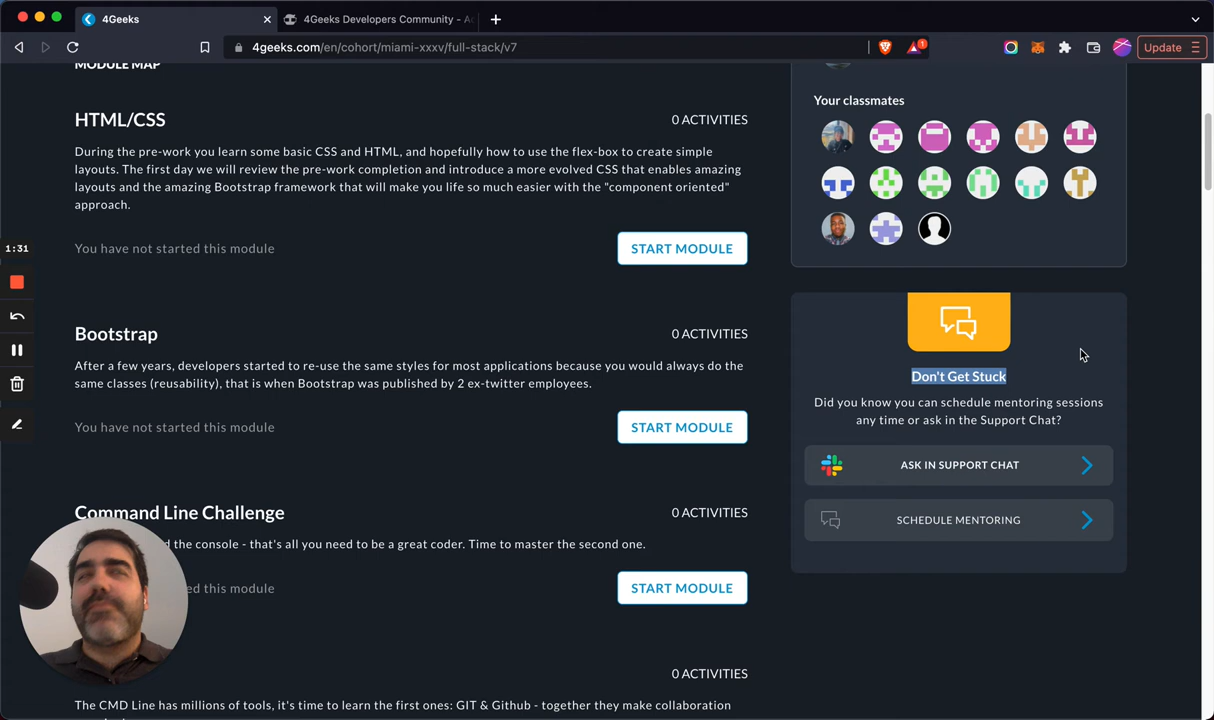 4Geeks
4Geeks Developers Community - A
4geeks.com/en/cohort/miami-xxxv/full-stack/v7
1
Update
MODULE MAP
HTML/CSS
0 ACTIVITIES
During the pre-work you learn some basic CSS and HTML, and hopefully how to use the flex-box to create simple
layouts. The first day we will review the pre-work completion and introduce a more evolved CSS that enables amazing
layouts and the amazing Bootstrap framework that will make you life so much easier with the "component oriented"
approach.
You have not started this module
START MODULE
Bootstrap
0 ACTIVITIES
After a few years, developers started to re-use the same styles for most applications because you would always do the
same classes (reusability), that is when Bootstrap was published by 2 ex-twitter employees.
You have not started this module
START MODULE
Command Line Challenge
0 ACTIVITIES
d the console - that's all you need to be a great coder. Time to master the second one.
ed this module
START MODULE
0 ACTIVITIES
The CMD Line has millions of tools, it's time to learn the first ones: GIT & Github - together they make collaboration
Your classmates
Don't Get Stuck
Did you know you can schedule mentoring sessions
any time or ask in the Support Chat?
ASK IN SUPPORT CHAT
SCHEDULE MENTORING
1:31